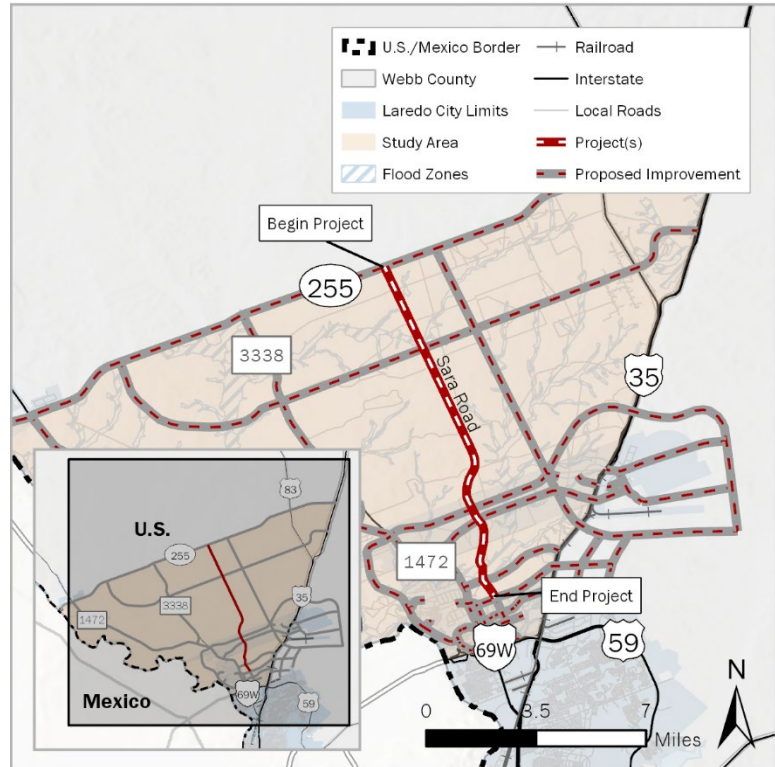 U.S./Mexico Border
Webb County
Laredo City Limits
Study Area
Flood Zones
Railroad
Interstate
Local Roads
Project(s)
Proposed Improvement
Begin Project
255
3338
Sara Road
35
1472
End Project
69W
59
N
0 3.5 7
Miles
83
U.S.
255
35
3338
1472
69W
Mexico
59